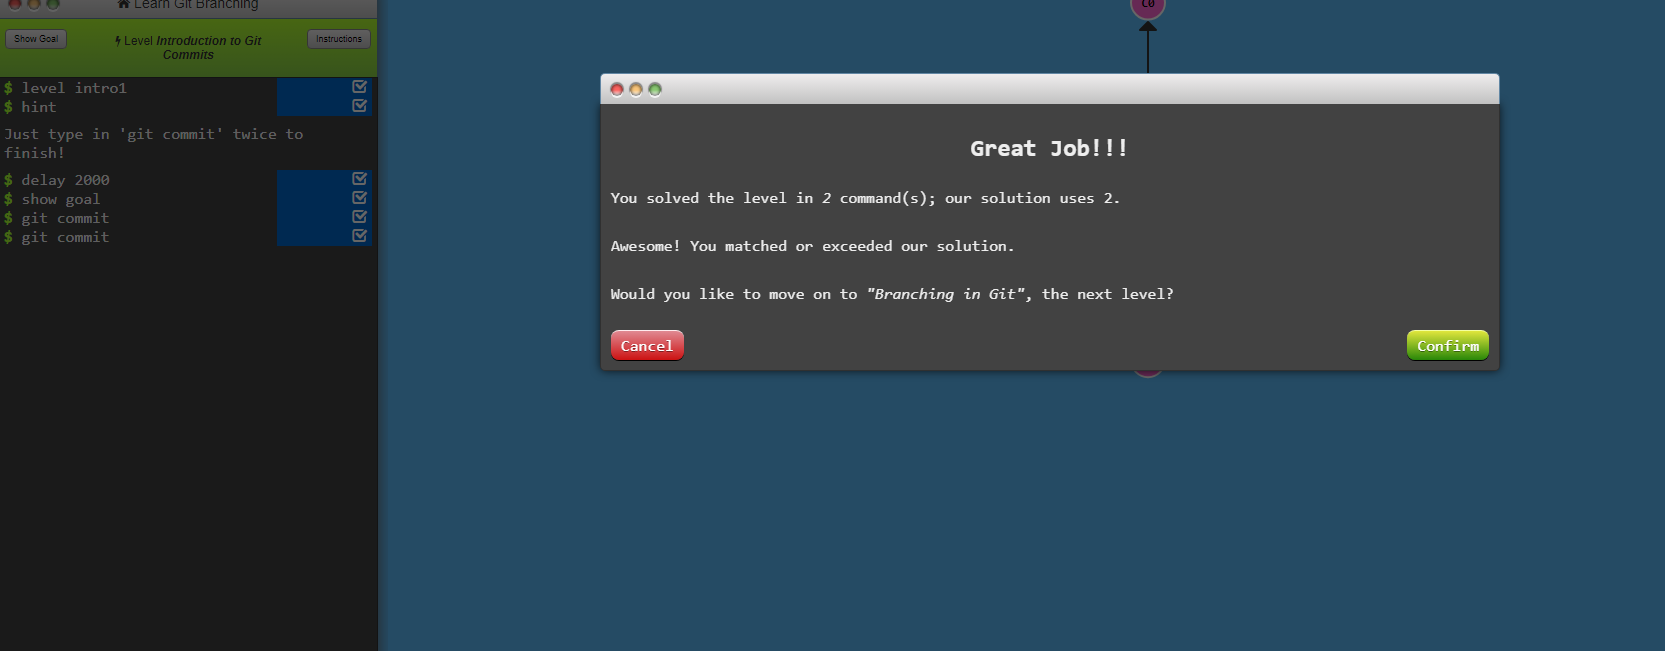 Learn Git Branching
Show Goal
Level Introduction to Git
Commits
Instructions
$ level intro1
$ hint
Just type in 'git commit' twice to
finish!
$ delay 2000
$ show goal
$ git commit
$ git commit
C0
Great Job!!!
You solved the level in 2 command(s); our solution uses 2.
Awesome! You matched or exceeded our solution.
Would you like to move on to "Branching in Git", the next level?
Cancel
Confirm